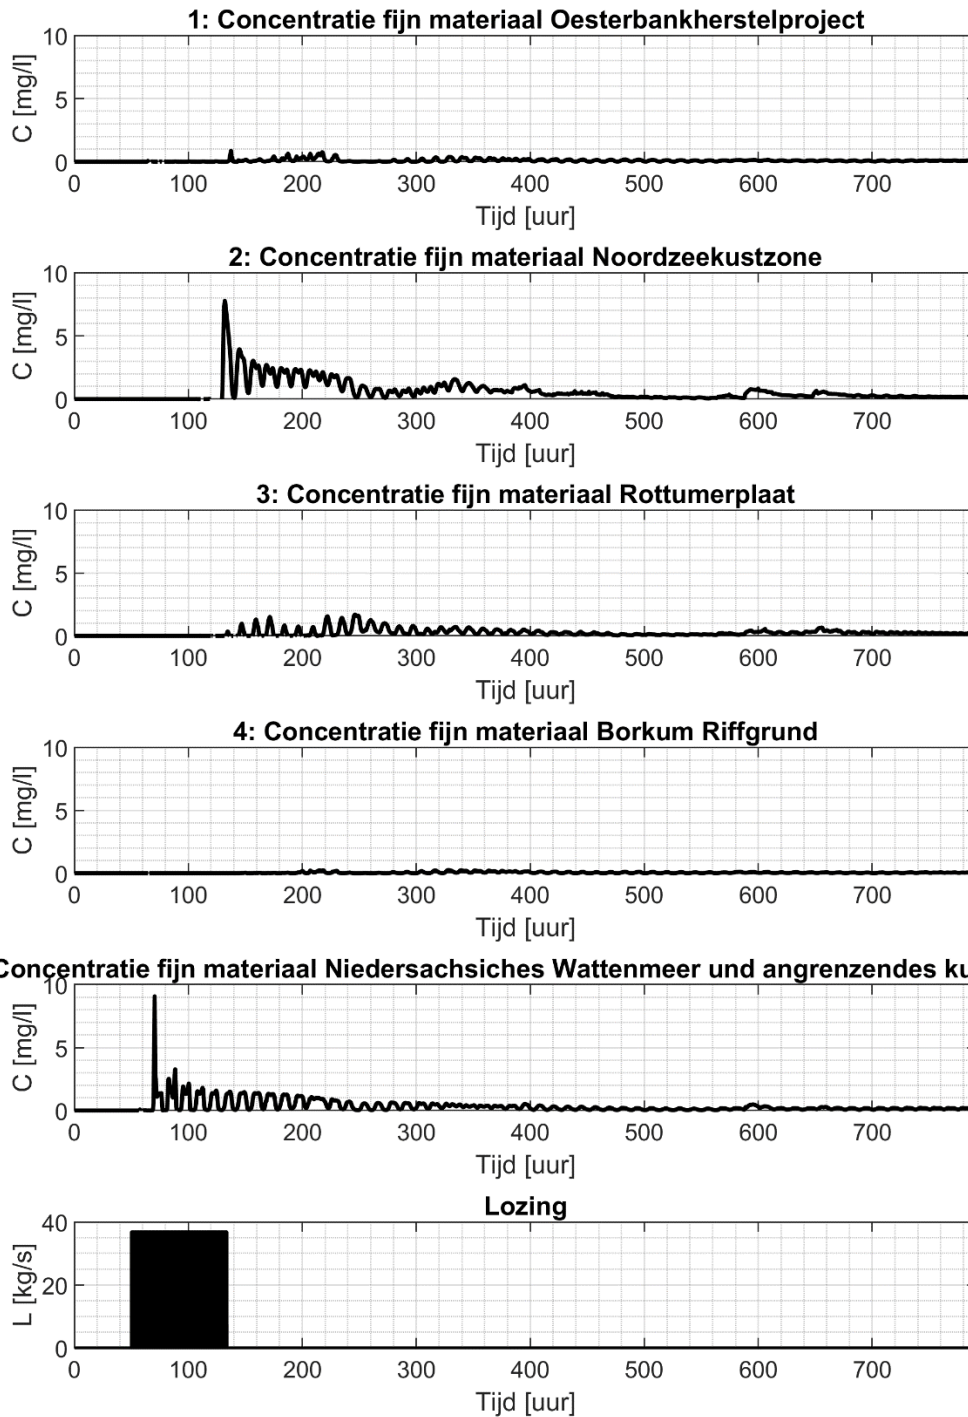 1: Concentratie fijn materiaal Oesterbankherstelproject
10
5
0
C [mg/l]
0 100 200 300 400 500 600 700
Tijd [uur]
2: Concentratie fijn materiaal Noordzeekustzone
10
5
0
C [mg/l]
0 100 200 300 400 500 600 700
Tijd [uur]
3: Concentratie fijn materiaal Rottumerplaat
10
5
0
C [mg/l]
0 100 200 300 400 500 600 700
Tijd [uur]
4: Concentratie fijn materiaal Borkum Riffgrund
10
5
0
C [mg/l]
0 100 200 300 400 500 600 700
Tijd [uur]
Concentratie fijn materiaal Niedersachsiches Wattenmeer und angrenzendes ku
10
5
0
C [mg/l]
0 100 200 300 400 500 600 700
Tijd [uur]
Lozing
40
20
0
L [kg/s]
0 100 200 300 400 500 600 700
Tijd [uur]